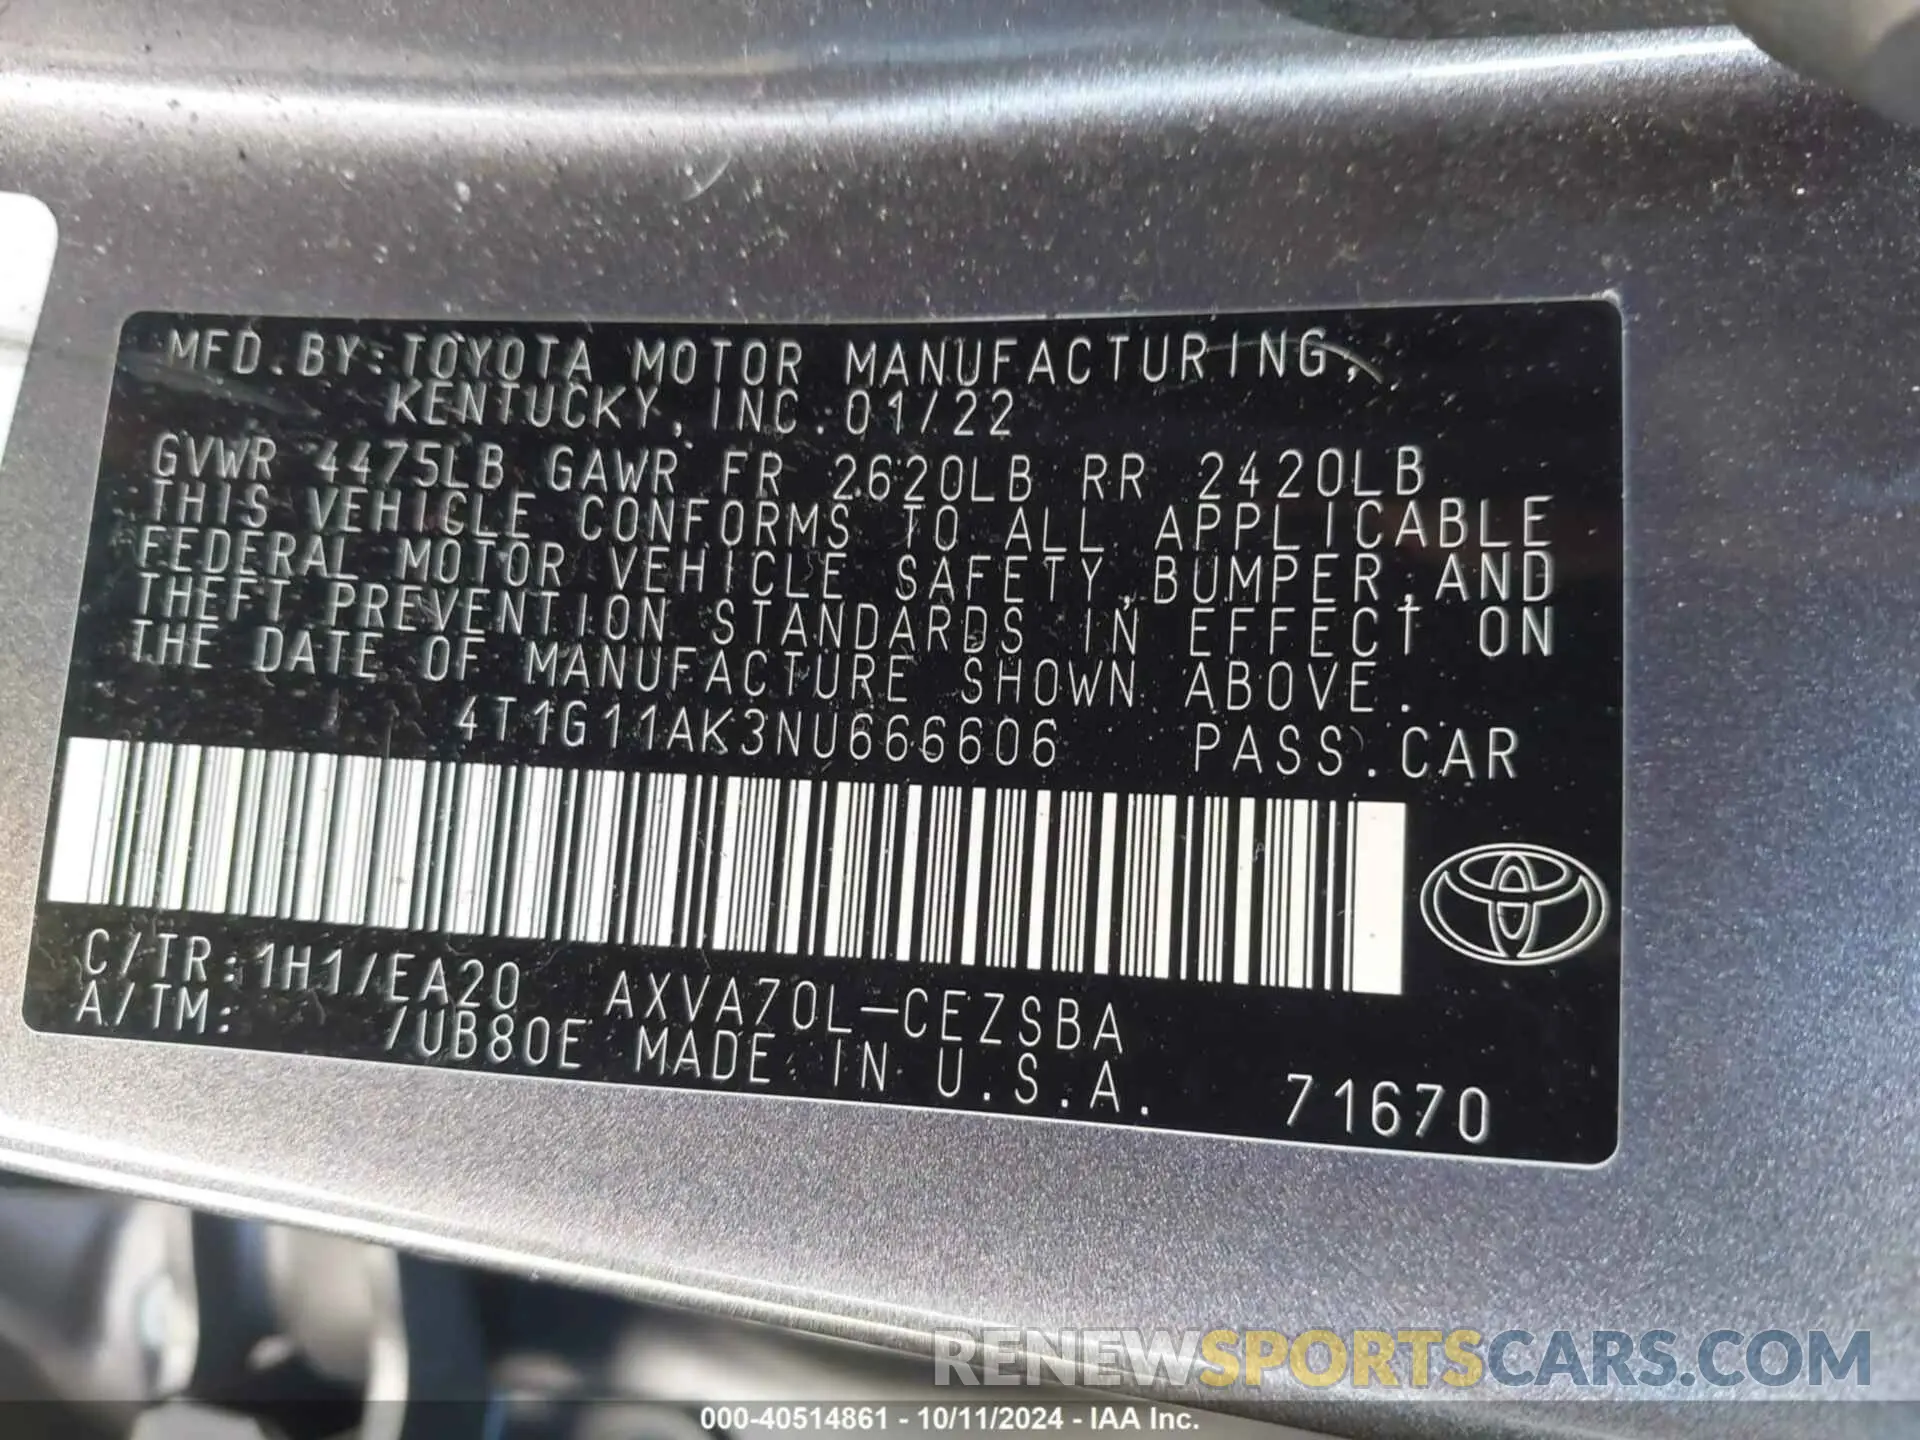 MFD.BY:TOYOTA MOTOR MANUFACTURING,
KENTUCKY, INC.01/22
GVWR 4475LB GAWR FR 2620LB RR 2420LB
THIS VEHICLE CONFORMS TO ALL APPLICABLE
FEDERAL MOTOR VEHICLE SAFETY,BUMPER,AND
THEFT PREVENTION STANDARDS IN EFFECT ON
THE DATE OF MANUFACTURE SHOWN ABOVE.
4T1G11AK3NU666606 PASS.CAR
C/TR:1H1/EA20 AXVA70L-CEZSBA
A/TM: /UB80E MADE IN U.S.A. 71670
RENEWSPORTSCARS.COM
000-40514861 - 10/11/2024 - IAA Inc.